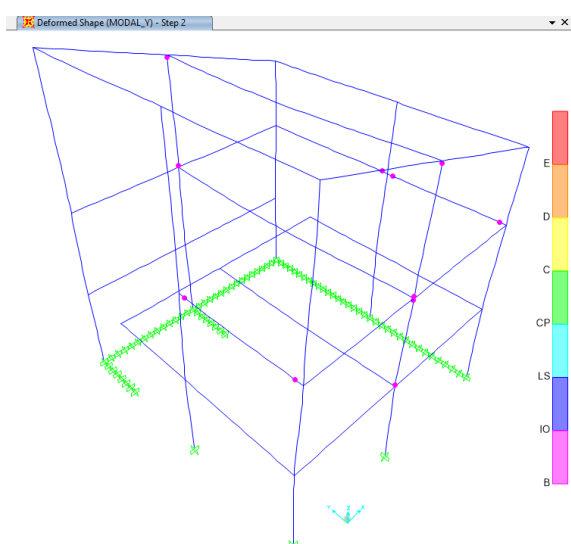 Deformed Shape (MODAL_Y) - Step 2
E
D
C
CP
LS
IO
B
Y Z X